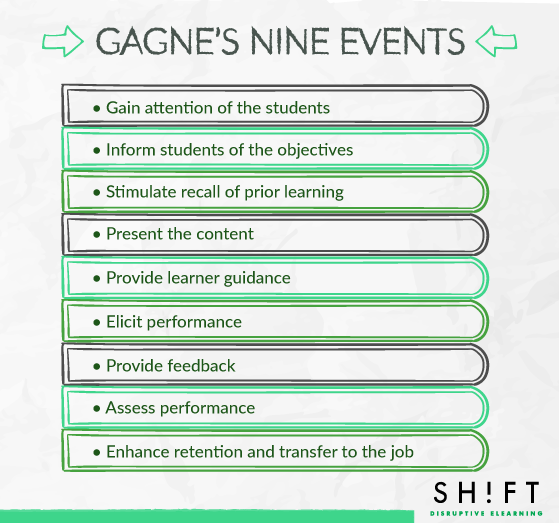 GAGNE'S NINE EVENTS
• Gain attention of the students
• Inform students of the objectives
• Stimulate recall of prior learning
• Present the content
• Provide learner guidance
• Elicit performance
• Provide feedback
• Assess performance
• Enhance retention and transfer to the job
SH!FT
DISRUPTIVE ELEARNING